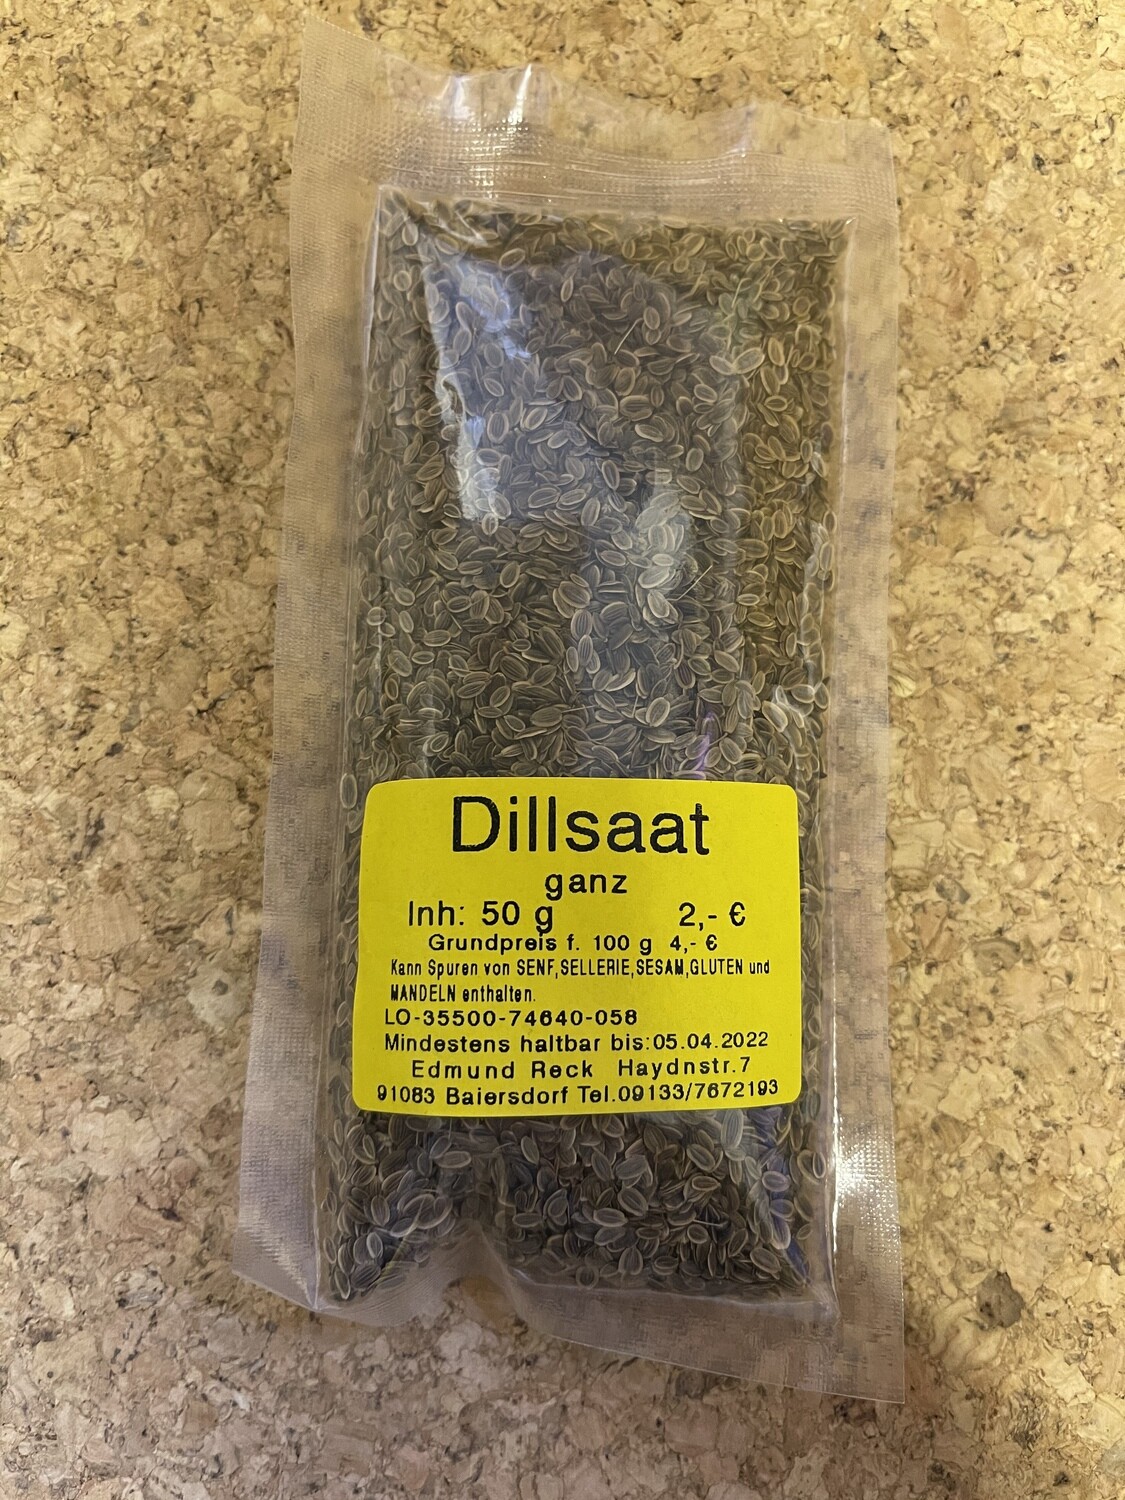 Dillsaat
ganz
Inh: 50 g 2,- €
Grundpreis f. 100 g 4,- €
Kann Spuren von SENF,SELLERIE,SESAM,GLUTEN und
MANDELN enthalten.
LO-35500-74640-058
Mindestens haltbar bis:05.04.2022
Edmund Reck Haydnstr.7
91083 Baiersdorf Tel.09133/7672193